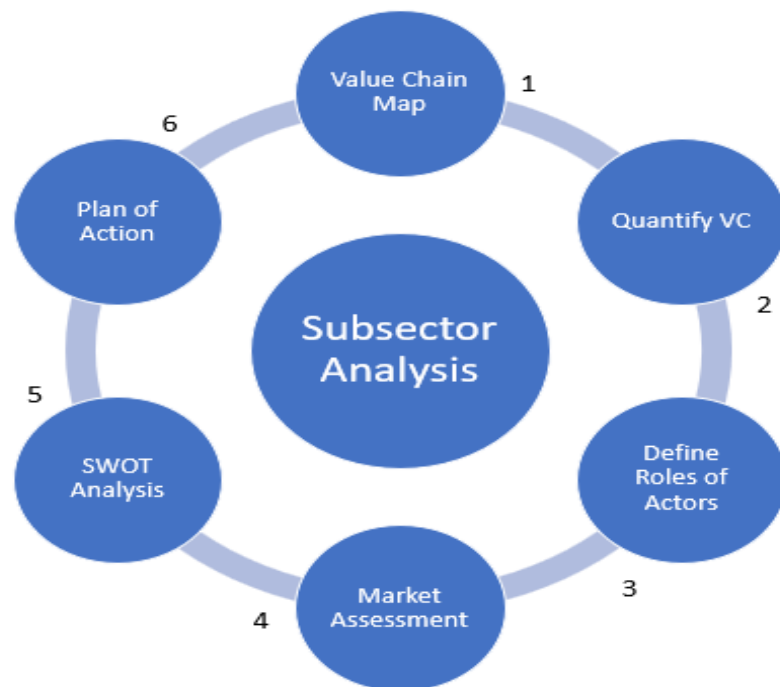 Value Chain
Map
1
Quantify VC
2
Define
Roles of
Actors
3
Market
Assessment
4
SWOT
Analysis
5
Plan of
Action
6
Subsector
Analysis